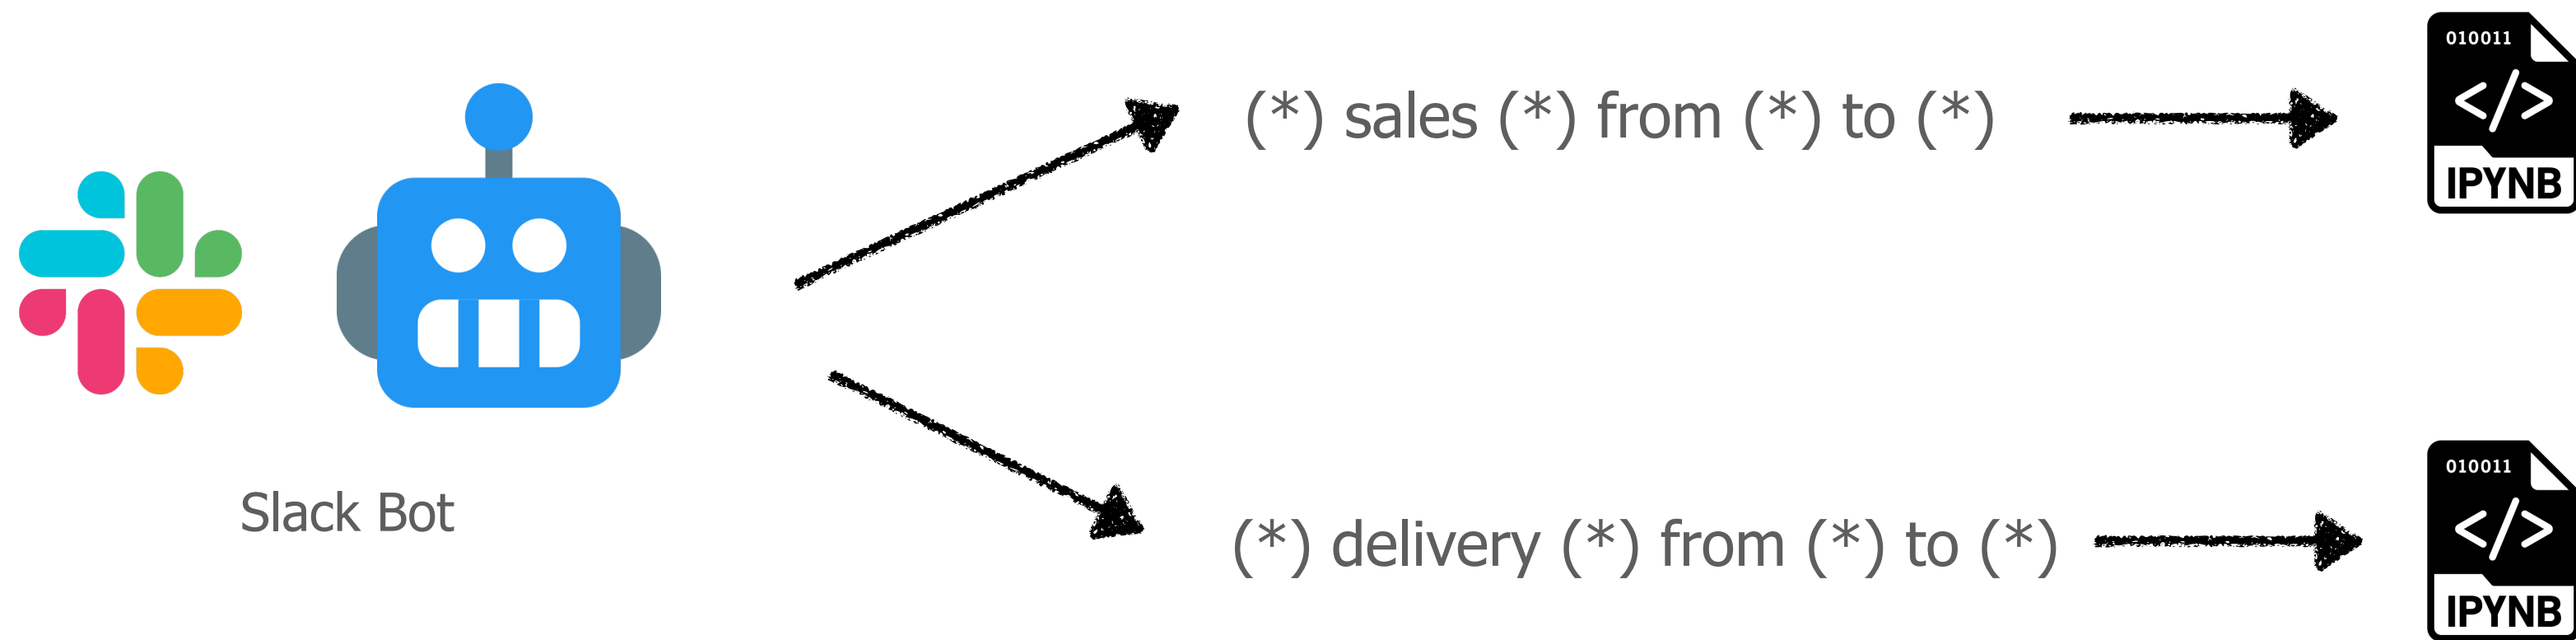 010011
(*) sales (*) from (*) to (*)
IPYNB
Slack Bot
010011
(*) delivery (*) from (*) to (*)
IPYNB